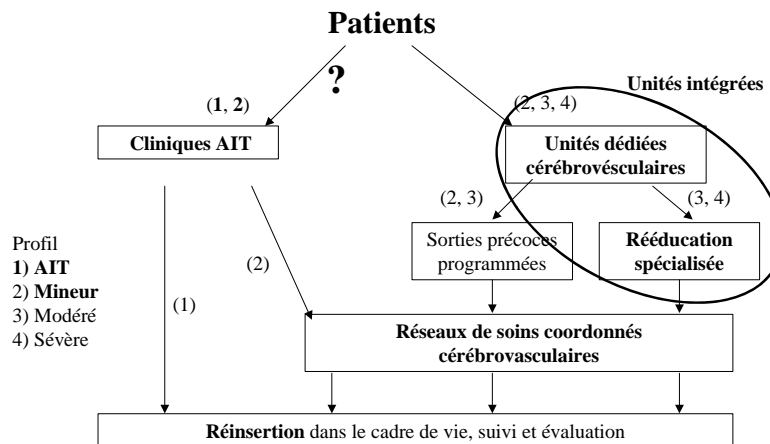 Patients
?
Unités intégrées
(1, 2)
(2, 3, 4)
Cliniques AIT
Unités dédiées
cérébrovésculaires
(2, 3)
(3, 4)
Sorties précoces
programmées
Rééducation
spécialisée
Profil
1) AIT
2) Mineur
3) Modéré
4) Sévère
(2)
(1)
Réseaux de soins coordonnés
cérébrovasculaires
Réinsertion dans le cadre de vie, suivi et évaluation